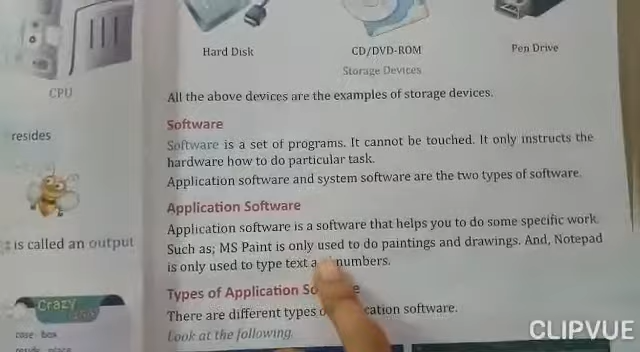 Hard Disk
CD/DVD-ROM
Pen Drive
Storage Devices
CPU
All the above devices are the examples of storage devices.
resides
Software
Software is a set of programs. It cannot be touched. It only instructs the
hardware how to do particular task.
Application software and system software are the two types of software.
Application Software
Application software is a software that helps you to do some specific work.
is called an output
Such as; MS Paint is only used to do paintings and drawings. And, Notepad
is only used to type text a numbers.
Types of Application So e
Crazy
There are different types o cation software.
case box
Look at the following.
CLIPVUE